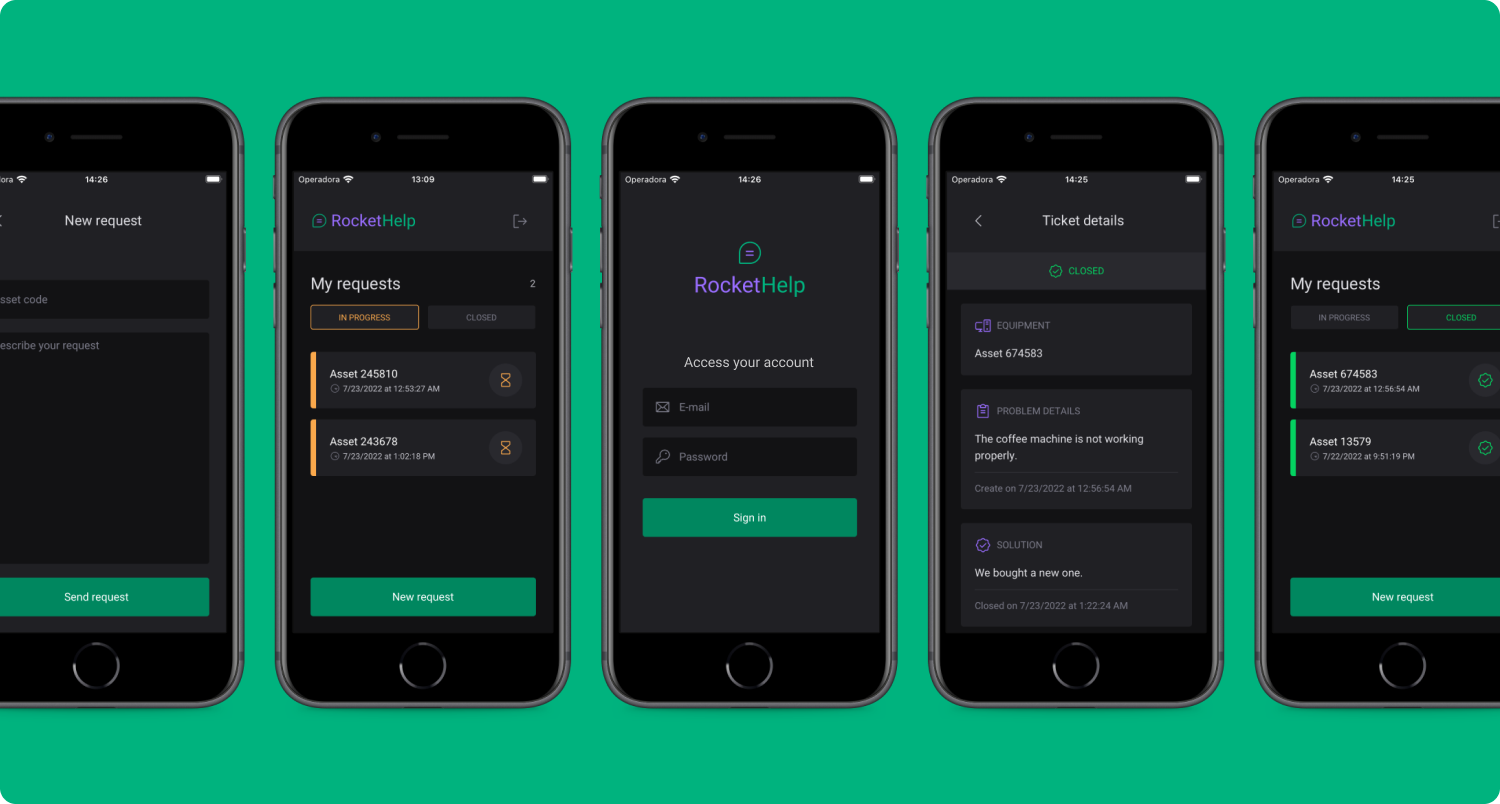 ora
14:26
New request
sset code
escribe your request
Send request
Operadora
13:09
RocketHelp
My requests
2
IN PROGRESS
CLOSED
Asset 245810
7/23/2022 at 12:53:27 AM
Asset 243678
7/23/2022 at 1:02:18 PM
New request
Operadora
14:26
RocketHelp
Access your account
E-mail
Password
Sign in
Operadora
14:25
Ticket details
CLOSED
EQUIPMENT
Asset 674583
PROBLEM DETAILS
The coffee machine is not working
properly.
Create on 7/23/2022 at 12:56:54 AM
SOLUTION
We bought a new one.
Closed on 7/23/2022 at 1:22:24 AM
Operadora
14:25
RocketHelp
My requests
IN PROGRESS
CLOSED
Asset 674583
7/23/2022 at 12:56:54 AM
Asset 13579
7/22/2022 at 9:51:19 PM
New request